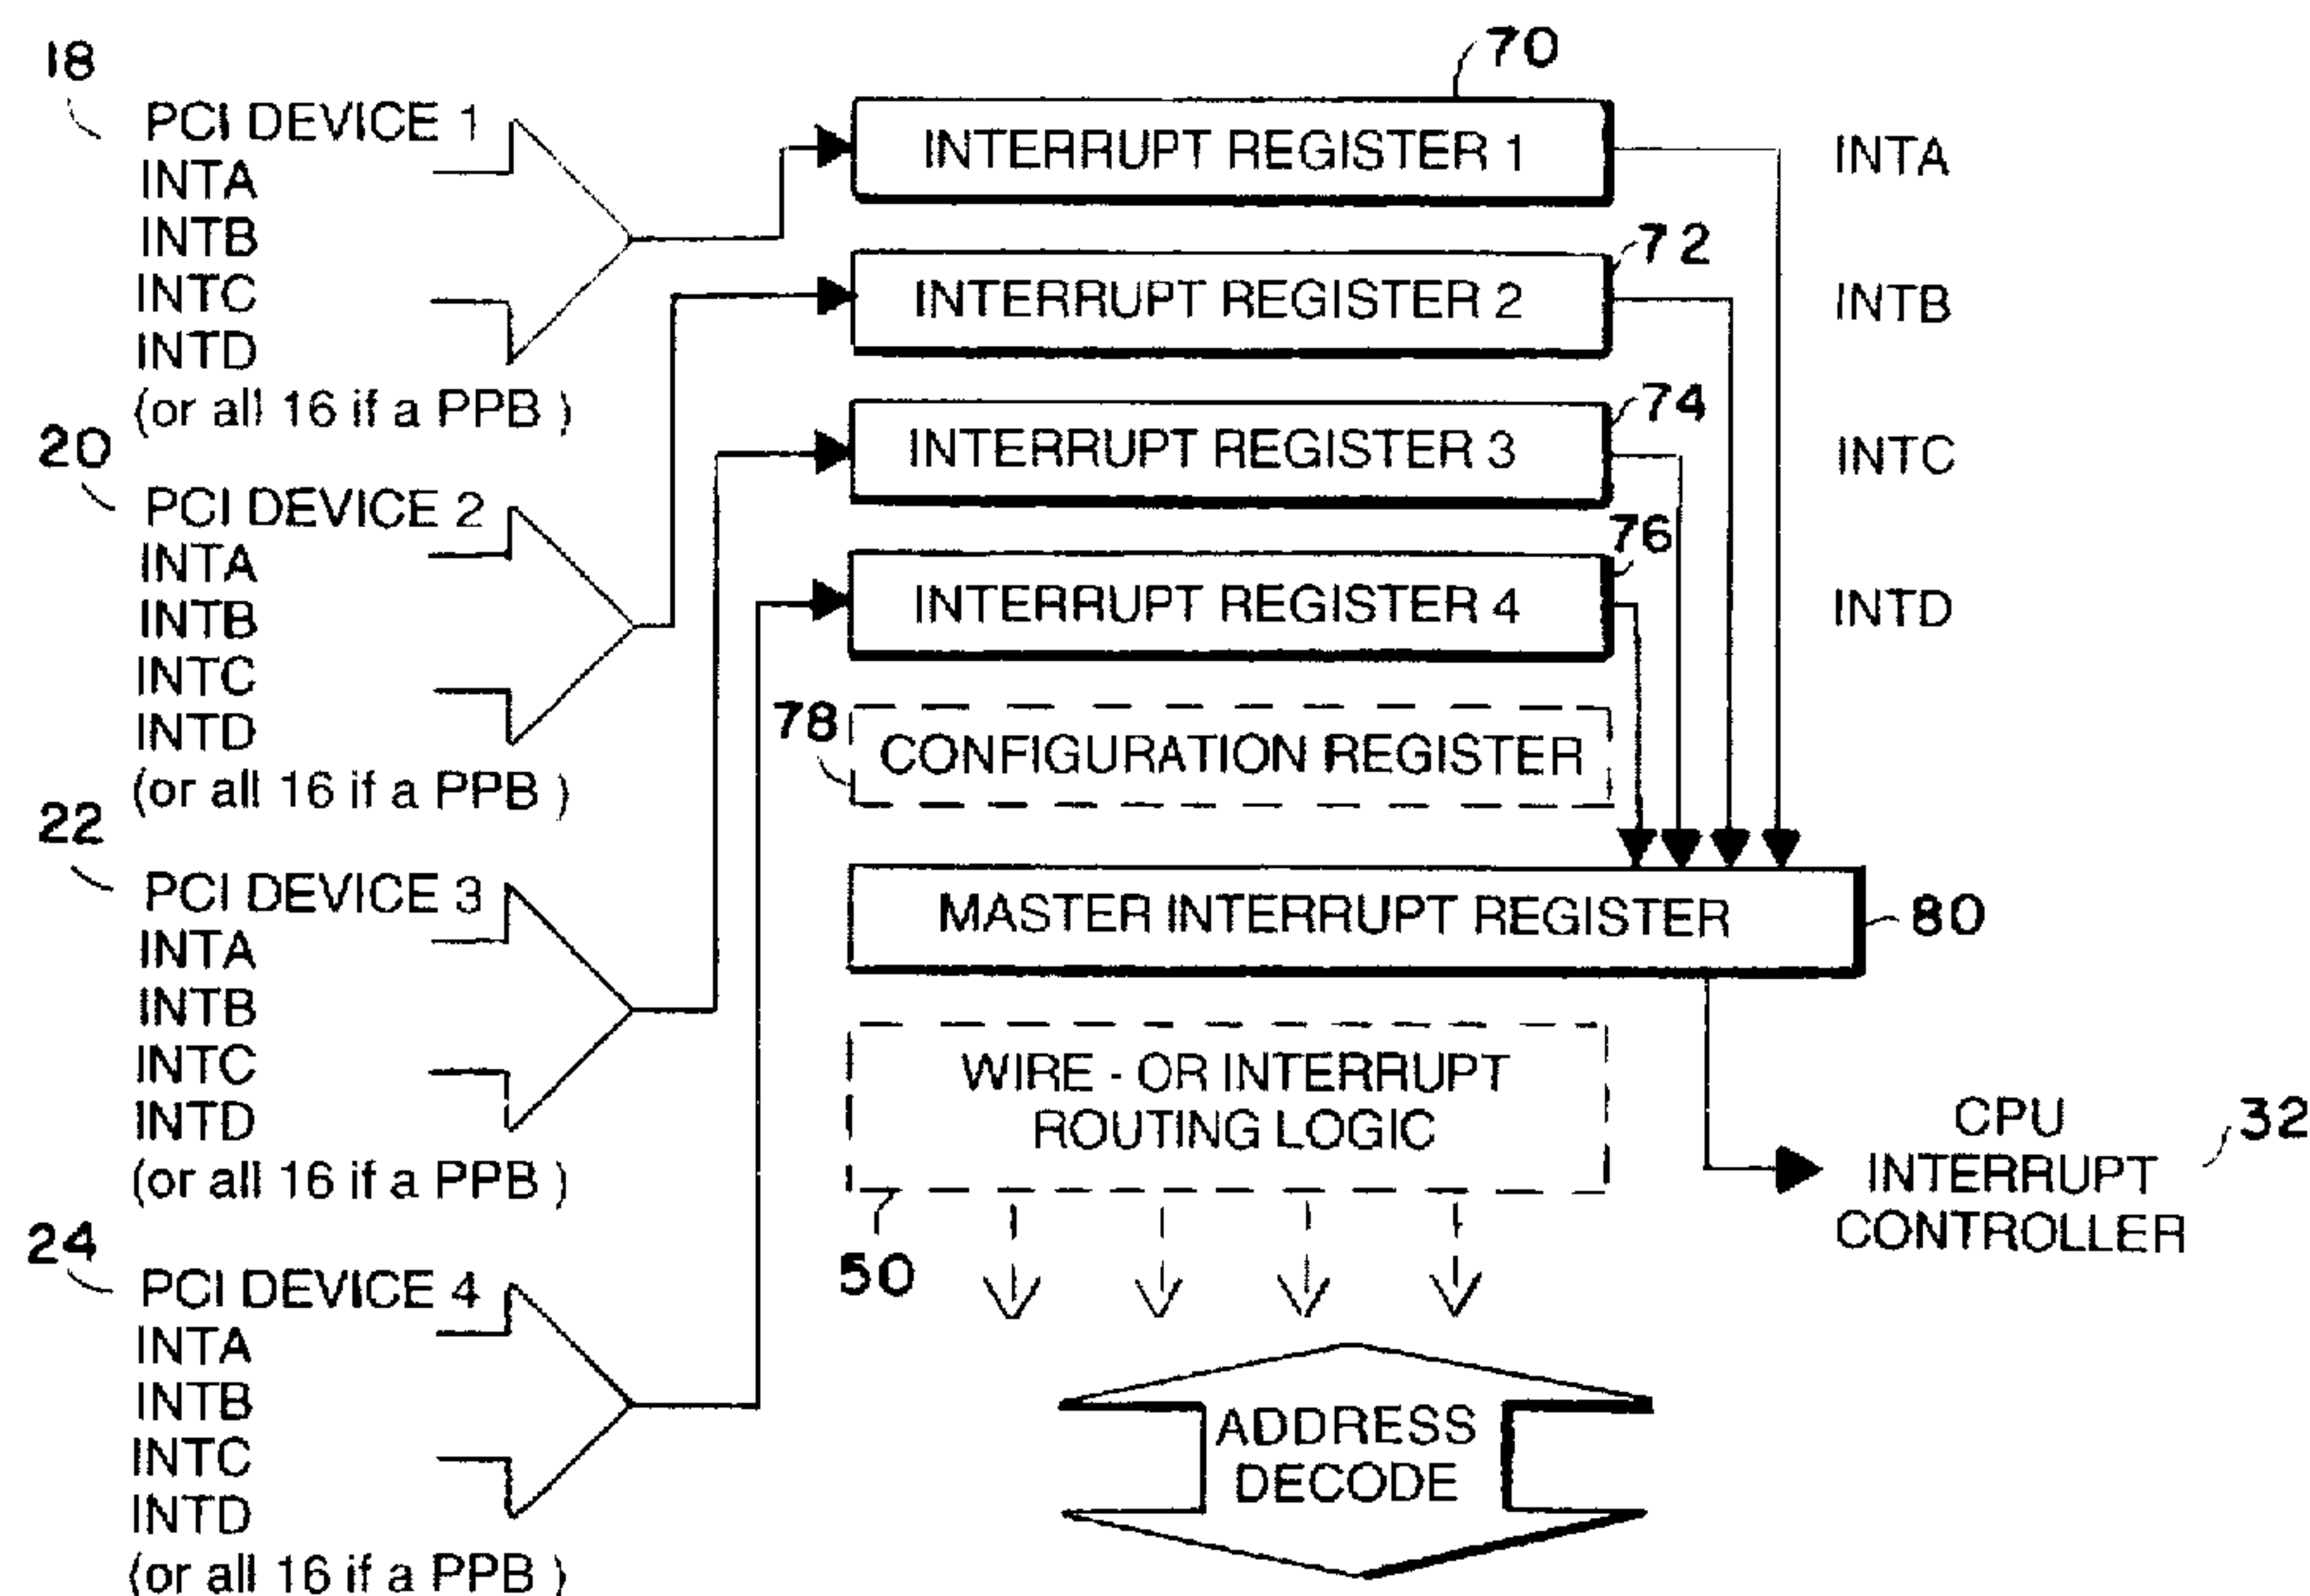 18
PCI DEVICE 1
INTA
INTB
INTC
INTD
(or all 16 if a PPB )
20
PCI DEVICE 2
INTA
INTB
INTC
INTD
(or all 16 if a PPB )
22
PCI DEVICE 3
INTA
INTB
INTC
INTD
(or all 16 if a PPB )
24
PCI DEVICE 4
INTA
INTB
INTC
INTD
(or all 16 if a PPB )
70
INTERRUPT REGISTER 1
INTA
72
INTERRUPT REGISTER 2
INTB
74
INTERRUPT REGISTER 3
INTC
76
INTERRUPT REGISTER 4
INTD
78
CONFIGURATION REGISTER
MASTER INTERRUPT REGISTER
80
WIRE - OR INTERRUPT
ROUTING LOGIC
50
CPU
INTERRUPT
CONTROLLER
32
ADDRESS
DECODE